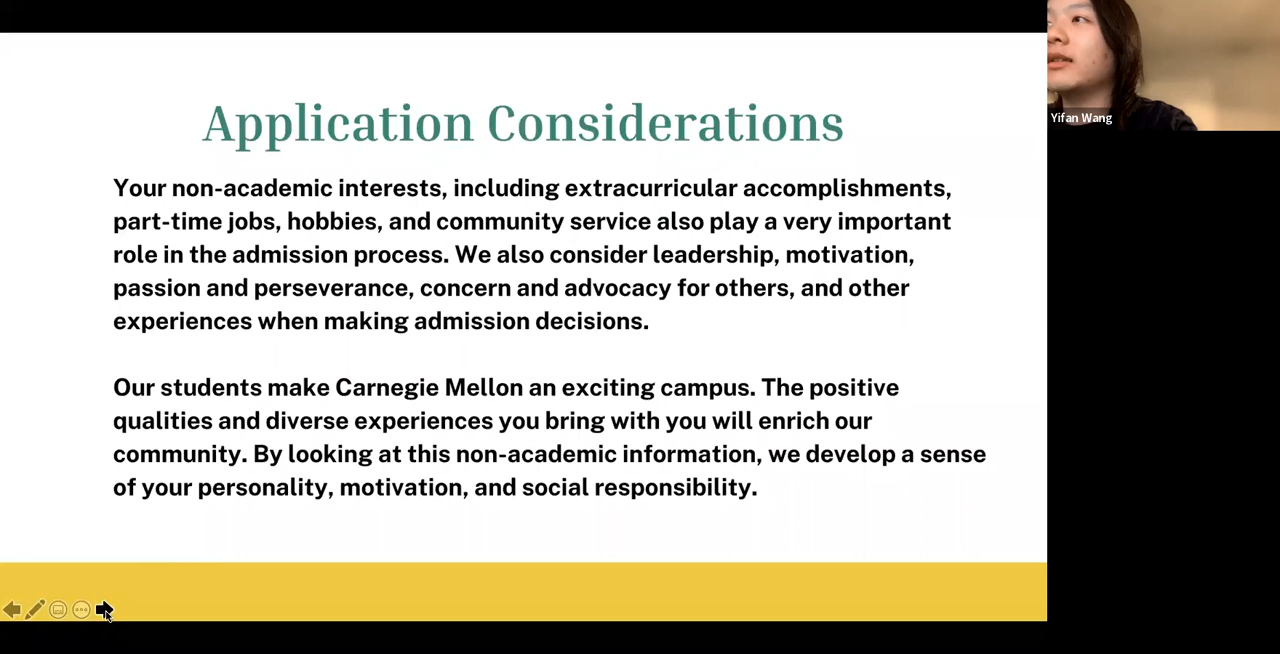 Application Considerations
Your non-academic interests, including extracurricular accomplishments,
part-time jobs, hobbies, and community service also play a very important
role in the admission process. We also consider leadership, motivation,
passion and perseverance, concern and advocacy for others, and other
experiences when making admission decisions.
Our students make Carnegie Mellon an exciting campus. The positive
qualities and diverse experiences you bring with you will enrich our
community. By looking at this non-academic information, we develop a sense
of your personality, motivation, and social responsibility.
Yifan Wang